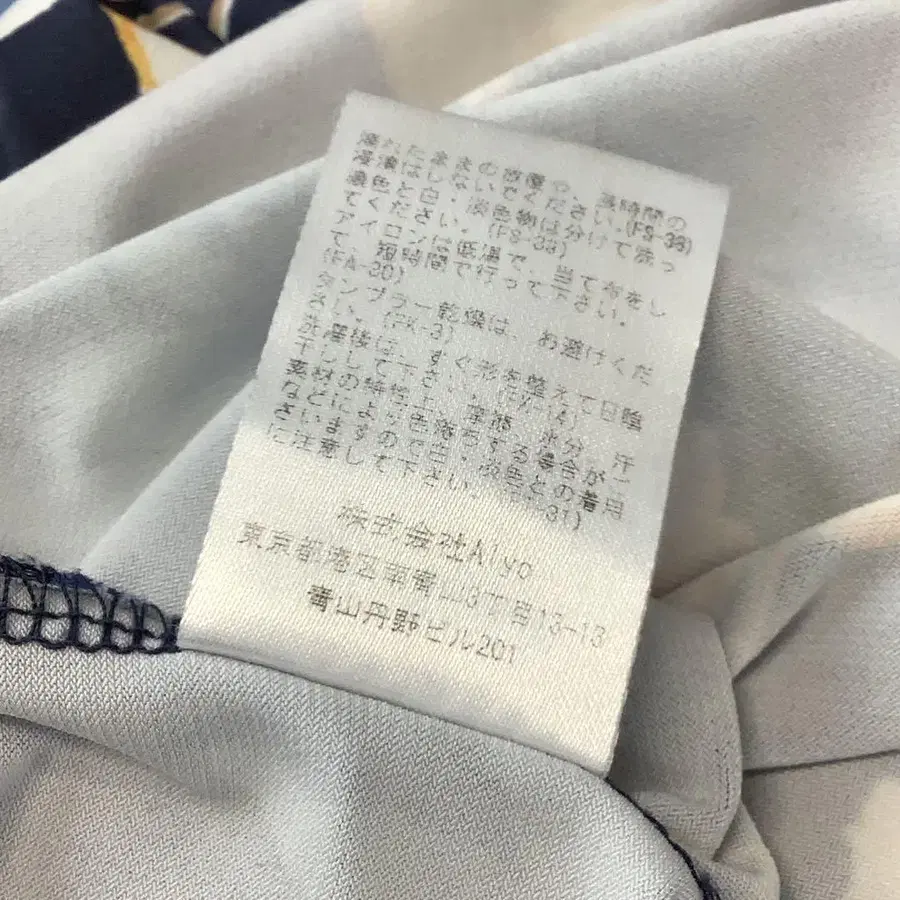 濡れたままの放置や、長時間の
浸漬はしないでください。(FS-38)
濃色と白・淡色物は分けて洗っ
てください。(FS-38)
アイロンは低温で、当て布をし
て、短時間で行って下さい。
(FA-30)
タンブラー乾燥は、お避けくだ
さい。(FK-3)
洗濯後は、すぐ形を整えて日陰
干しして下さい。(FX-14)
素材の特性上、摩擦、水分、汗
などによって色落ちする場合がご
ざいますので白・淡色との着用
に注意して下さい。
株式会社Aiyo
東京都港区南青山3丁目13-13
青山丹野ビル201